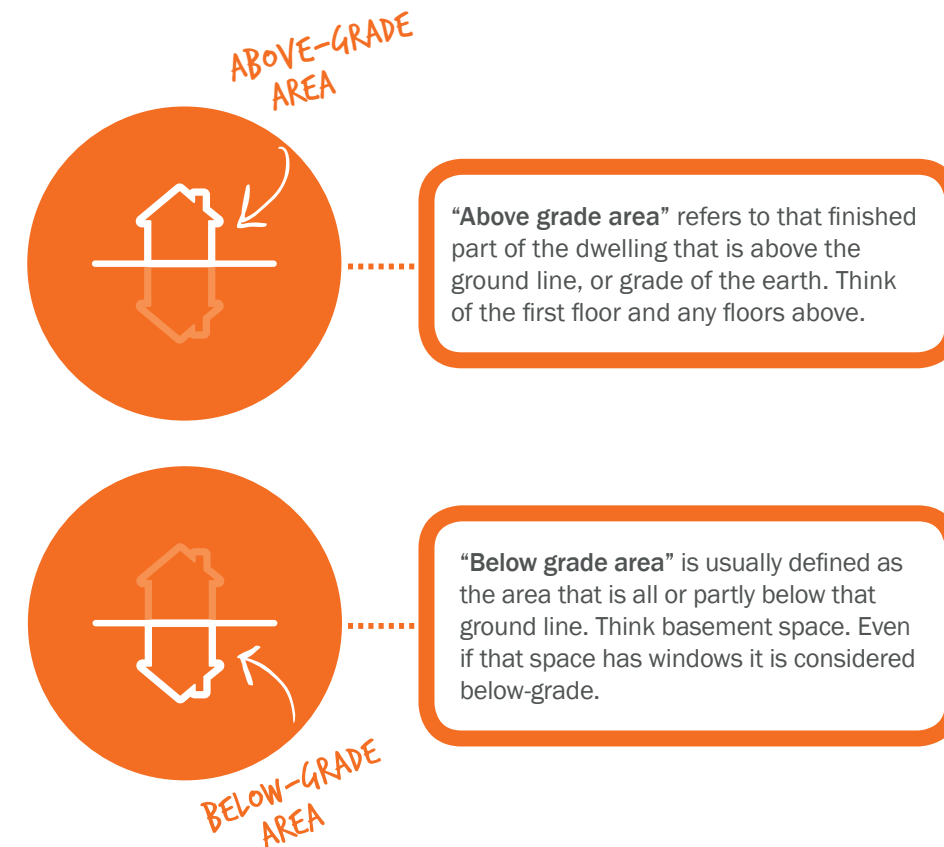 ABOVE-GRADE
AREA
“Above grade area” refers to that finished
part of the dwelling that is above the
ground line, or grade of the earth. Think
of the first floor and any floors above.
“Below grade area” is usually defined as
the area that is all or partly below that
ground line. Think basement space. Even
if that space has windows it is considered
below-grade.
BELOW-GRADE
AREA